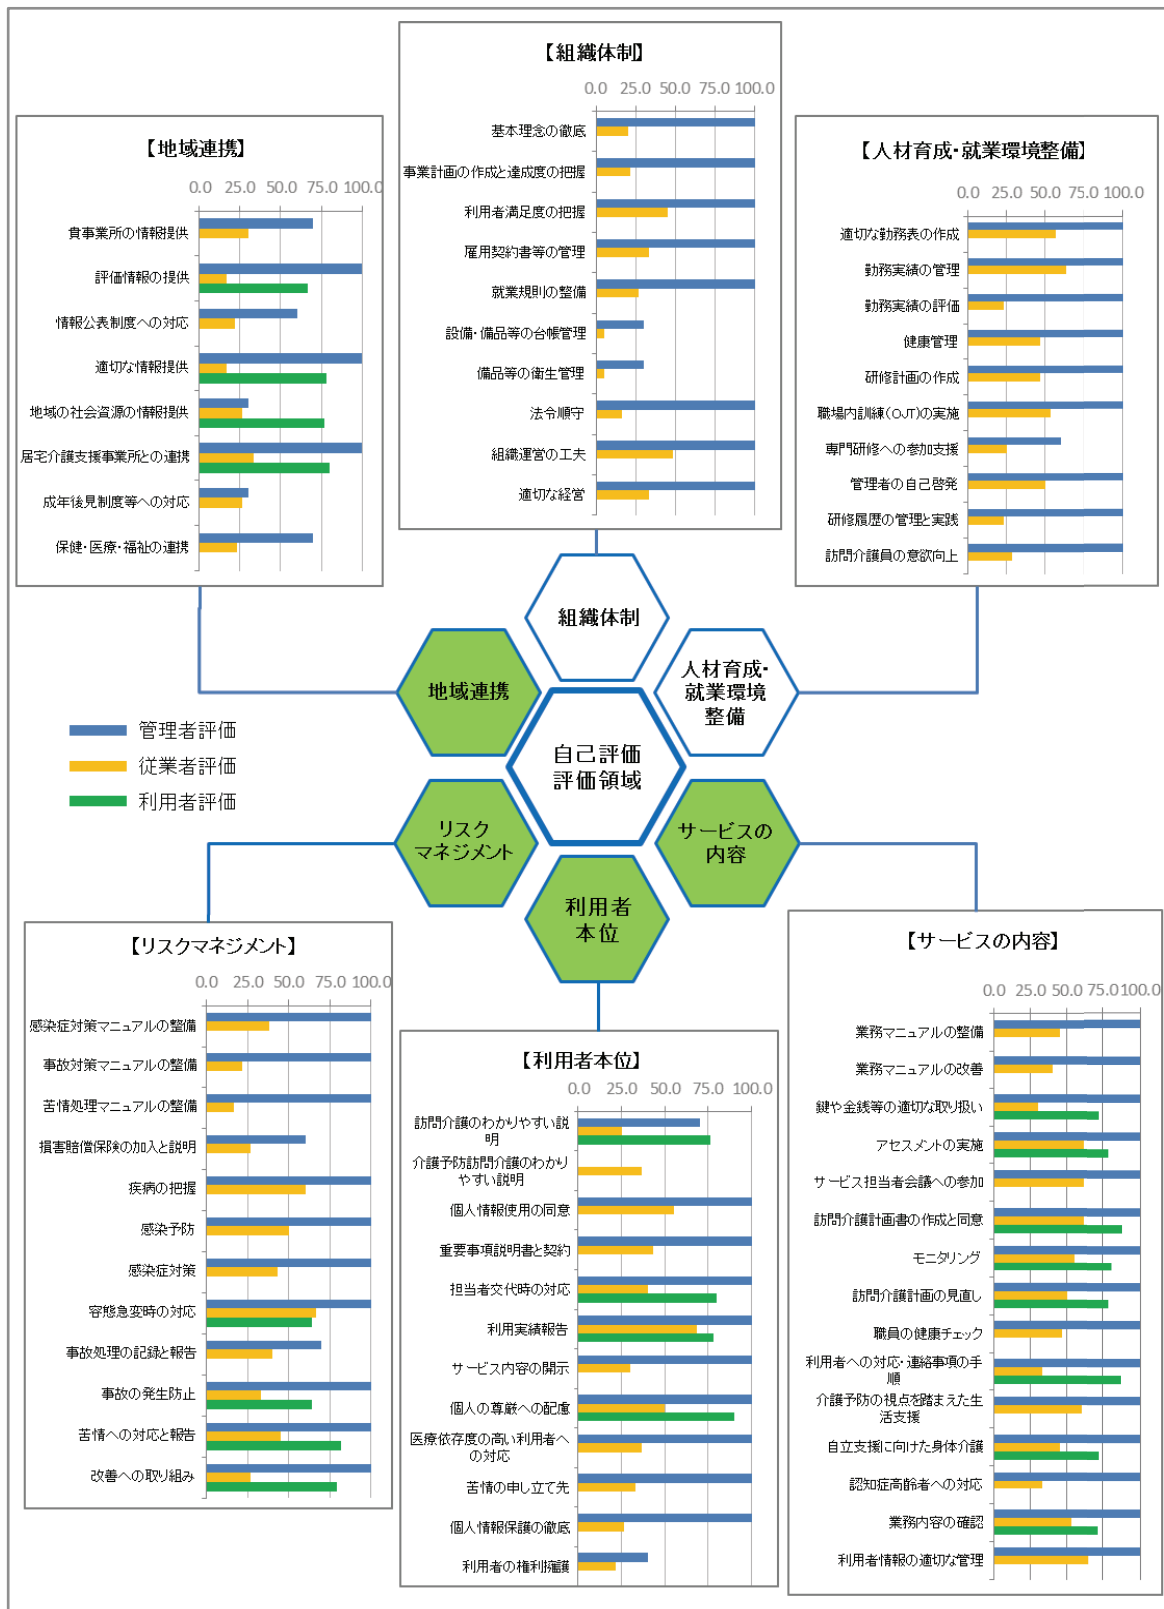 【組織体制】
0.0 25.0 50.0 75.0 100.0
基本理念の徹底
事業計画の作成と達成度の把握
利用者満足度の把握
雇用契約書等の管理
就業規則の整備
設備・備品等の台帳管理
備品等の衛生管理
法令順守
組織運営の工夫
適切な経営
【地域連携】
0.0 25.0 50.0 75.0 100.0
貴事業所の情報提供
評価情報の提供
情報公表制度への対応
適切な情報提供
地域の社会資源の情報提供
居宅介護支援事業所との連携
成年後見制度等への対応
保健・医療・福祉の連携
【人材育成・就業環境整備】
0.0 25.0 50.0 75.0 100.0
適切な勤務表の作成
勤務実績の管理
勤務実績の評価
健康管理
研修計画の作成
職場内訓練(OJT)の実施
専門研修への参加支援
管理者の自己啓発
研修履歴の管理と実践
訪問介護員の意欲向上
組織体制
地域連携
人材育成・
就業環境
整備
自己評価
評価領域
リスク
マネジメント
サービスの
内容
利用者
本位
管理者評価
従業者評価
利用者評価
【リスクマネジメント】
0.0 25.0 50.0 75.0 100.0
感染症対策マニュアルの整備
事故対策マニュアルの整備
苦情処理マニュアルの整備
損害賠償保険の加入と説明
疾病の把握
感染予防
感染症対策
容態急変時の対応
事故処理の記録と報告
事故の発生防止
苦情への対応と報告
改善への取り組み
【利用者本位】
0.0 25.0 50.0 75.0 100.0
訪問介護のわかりやすい説
明
介護予防訪問介護のわかり
やすい説明
個人情報使用の同意
重要事項説明書と契約
担当者交代時の対応
利用実績報告
サービス内容の開示
個人の尊厳への配慮
医療依存度の高い利用者へ
の対応
苦情の申し立て先
個人情報保護の徹底
利用者の権利擁護
【サービスの内容】
0.0 25.0 50.0 75.0 100.0
業務マニュアルの整備
業務マニュアルの改善
鍵や金銭等の適切な取り扱い
アセスメントの実施
サービス担当者会議への参加
訪問介護計画書の作成と同意
モニタリング
訪問介護計画の見直し
職員の健康チェック
利用者への対応・連絡事項の手
順
介護予防の視点を踏まえた生
活支援
自立支援に向けた身体介護
認知症高齢者への対応
業務内容の確認
利用者情報の適切な管理